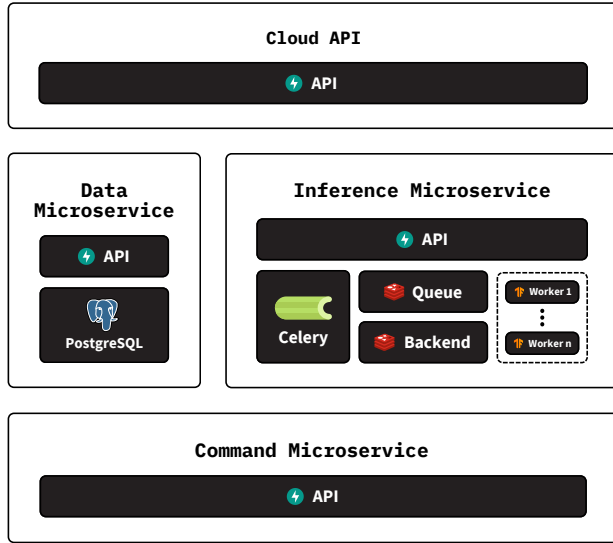 Cloud API
API
Data
Microservice
API
PostgreSQL
Inference Microservice
API
Celery
Queue
Backend
Worker 1
Worker n
Command Microservice
API